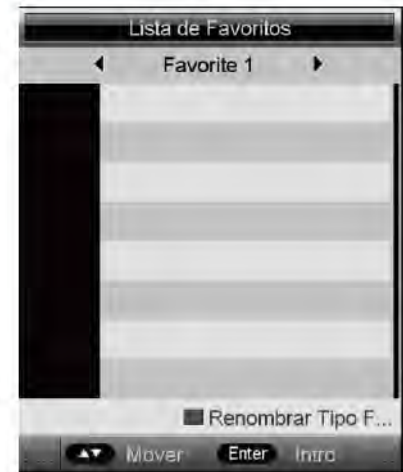 Lista de Favoritos
Favorite 1
Renombrar Tipo F...
Mover Enter Intro